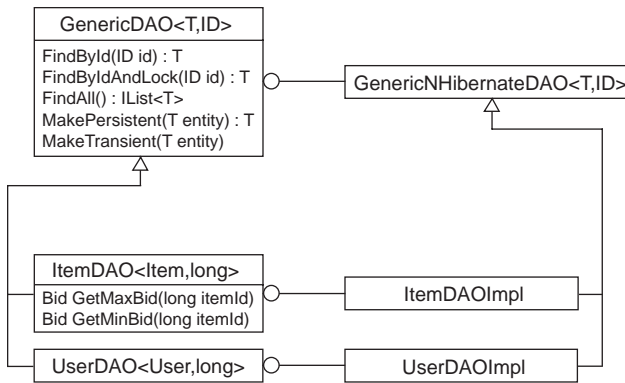 GenericDAO<T,ID>
FindById(ID id) : T
FindByIdAndLock(ID id) : T
FindAll() : IList<T>
MakePersistent(T entity) : T
MakeTransient(T entity)
GenericNHibernateDAO<T,ID>
ItemDAO<Item,long>
Bid GetMaxBid(long itemId)
Bid GetMinBid(long itemId)
ItemDAOImpl
UserDAO<User,long>
UserDAOImpl